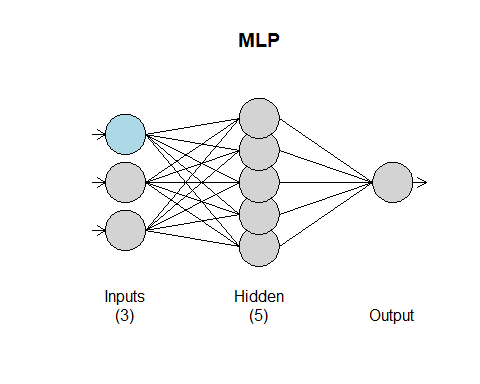 MLP
Inputs
(3)
Hidden
(5)
Output